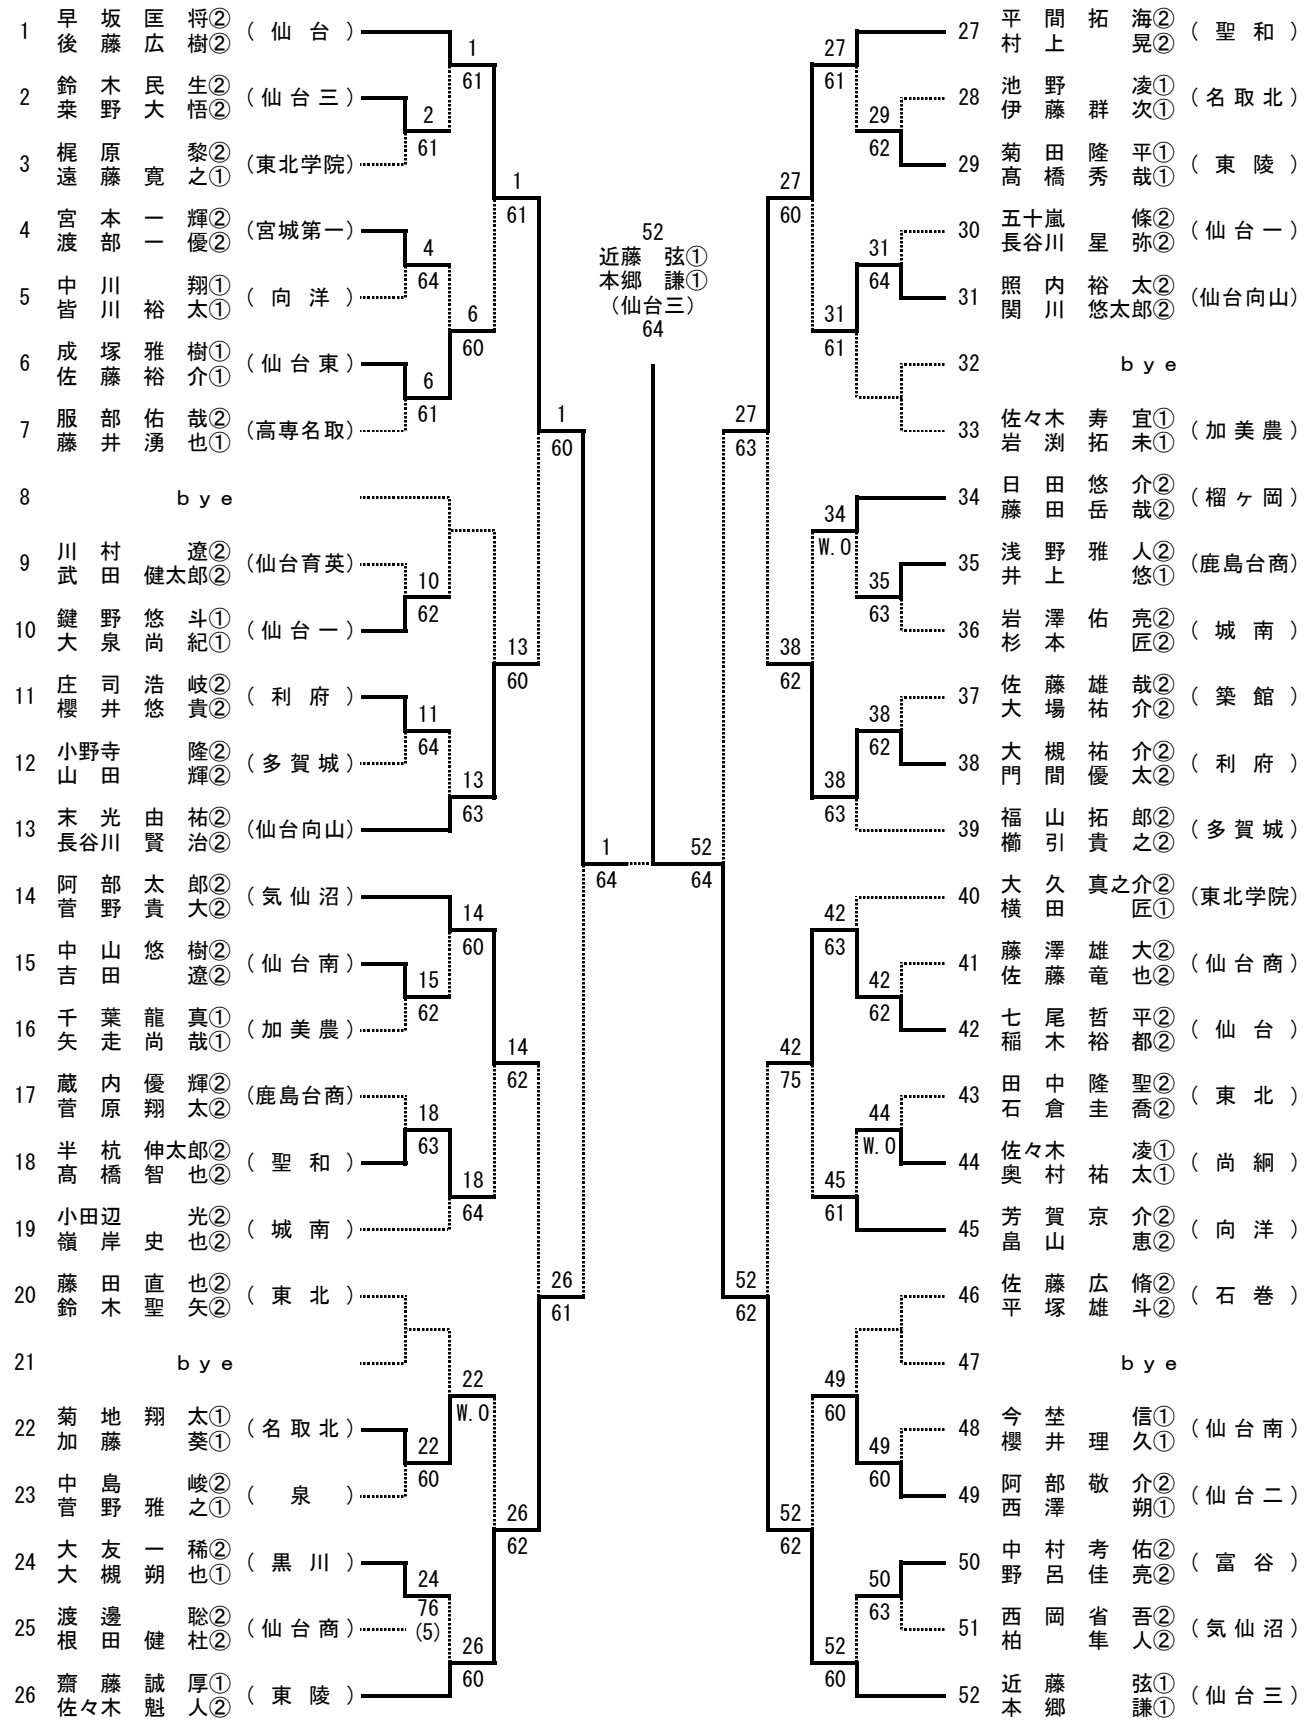 1 早坂匡将② 後藤広樹② (仙台)
2 鈴木民生② 桒野大悟② (仙台三)
3 梶原黎② 遠藤寛之① (東北学院)
4 宮本一輝② 渡部一優② (宮城第一)
5 中川翔① 皆川裕太① (向洋)
6 成塚雅樹① 佐藤裕介① (仙台東)
7 服部佑哉② 藤井湧也① (高専名取)
8 bye
9 川村遼② 武田健太郎② (仙台育英)
10 鍵野悠斗① 大泉尚紀① (仙台一)
11 庄司浩岐② 櫻井悠貴② (利府)
12 小野寺隆② 山田輝② (多賀城)
13 末光由祐② 長谷川賢治② (仙台向山)
14 阿部太郎② 菅野貴大② (気仙沼)
15 中山悠樹② 吉田遼② (仙台南)
16 千葉龍真① 矢走尚哉① (加美農)
17 蔵内優輝② 菅原翔太② (鹿島台商)
18 半杭伸太郎② 髙橋智也② (聖和)
19 小田辺光② 嶺岸史也② (城南)
20 藤田直也② 鈴木聖矢② (東北)
21 bye
22 菊地翔太① 加藤葵① (名取北)
23 中島峻② 菅野雅之① (泉)
24 大友一稀② 大槻朔也① (黒川)
25 渡邊聡② 根田健杜② (仙台商)
26 齋藤誠厚① 佐々木魁人② (東陵)
2 61
4 64
6 61
10 62
11 64
15 62
18 63
22 60
24 76 (5)
1 61
6 60
13 63
14 60
18 64
22 W.O
26 60
1 61
13 60
14 62
26 62
1 60
26 61
1 64
52
近藤 弦①
本郷 謙①
(仙台三)
64
52 64
27 63
52 62
27 60
38 62
42 75
52 62
27 61
31 61
34 W.O
38 63
42 63
45 61
49 60
52 60
29 62
31 64
35 63
38 62
42 62
44 W.O
49 60
50 63
27 平間拓海② 村上晃② (聖和)
28 池野凌① 伊藤群次① (名取北)
29 菊田隆平① 髙橋秀哉① (東陵)
30 五十嵐條② 長谷川星弥② (仙台一)
31 照内裕太② 関川悠太郎② (仙台向山)
32 bye
33 佐々木寿宜① 岩渕拓未① (加美農)
34 日田悠介② 藤田岳哉② (榴ヶ岡)
35 浅野雅人② 井上悠① (鹿島台商)
36 岩澤佑亮② 杉本匠② (城南)
37 佐藤雄哉② 大場祐介② (築館)
38 大槻祐介② 門間優太② (利府)
39 福山拓郎② 櫛引貴之② (多賀城)
40 大久真之介② 横田匠① (東北学院)
41 藤澤雄大② 佐藤竜也② (仙台商)
42 七尾哲平② 稲木裕都② (仙台)
43 田中隆聖② 石倉圭喬② (東北)
44 佐々木凌① 奥村祐太① (尚絅)
45 芳賀京介② 畠山恵② (向洋)
46 佐藤広脩② 平塚雄斗② (石巻)
47 bye
48 今埜信① 櫻井理久① (仙台南)
49 阿部敬介② 西澤朔① (仙台二)
50 中村考佑② 野呂佳亮② (富谷)
51 西岡省吾② 柏隼人② (気仙沼)
52 近藤弦① 本郷謙① (仙台三)